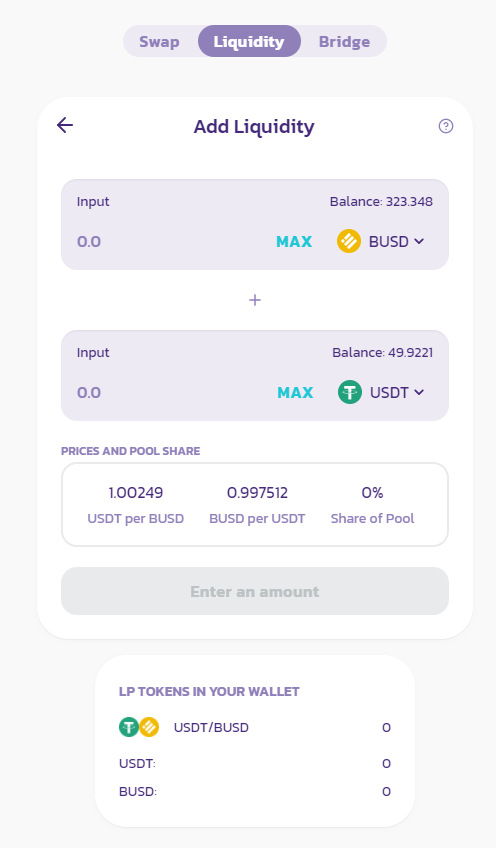 Swap Liquidity Bridge
Add Liquidity
Input Balance: 323.348
0.0 MAX BUSD
+
Input Balance: 49.9221
0.0 MAX USDT
PRICES AND POOL SHARE
1.00249 0.997512 0%
USDT per BUSD BUSD per USDT Share of Pool
Enter an amount
LP TOKENS IN YOUR WALLET
USDT/BUSD 0
USDT: 0
BUSD: 0